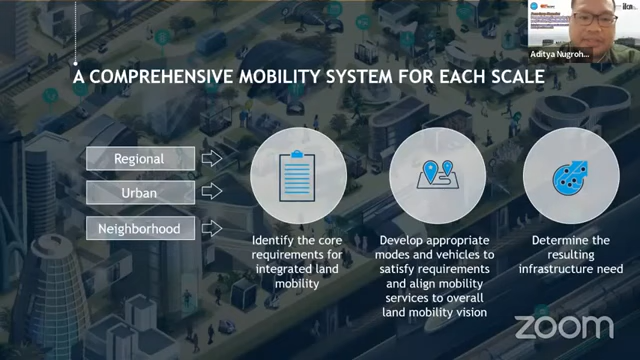 A COMPREHENSIVE MOBILITY SYSTEM FOR EACH SCALE
Aditya Nugroh...
Regional
Urban
Neighborhood
Identify the core
requirements for
integrated land
mobility
Develop appropriate
modes and vehicles to
satisfy requirements
and align mobility
services to overall
land mobility vision
Determine the
resulting
infrastructure need
zoom